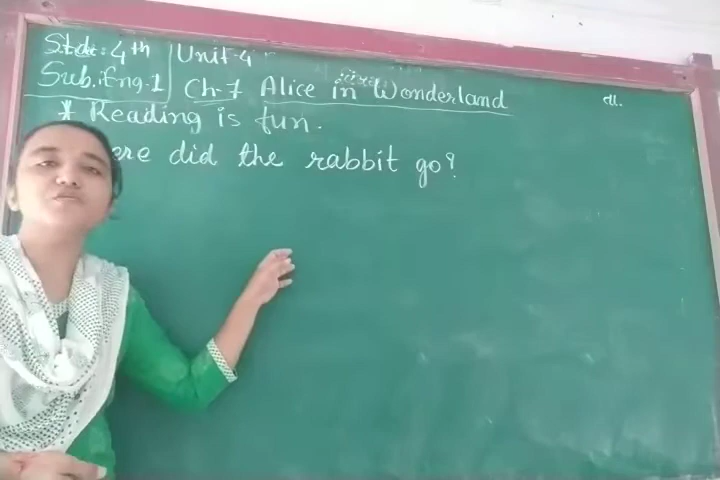 Std: 4th Unit-4
Sub.: Eng.1 Ch-7 Alice in Wonderland
* Reading is fun.
did the rabbit go?